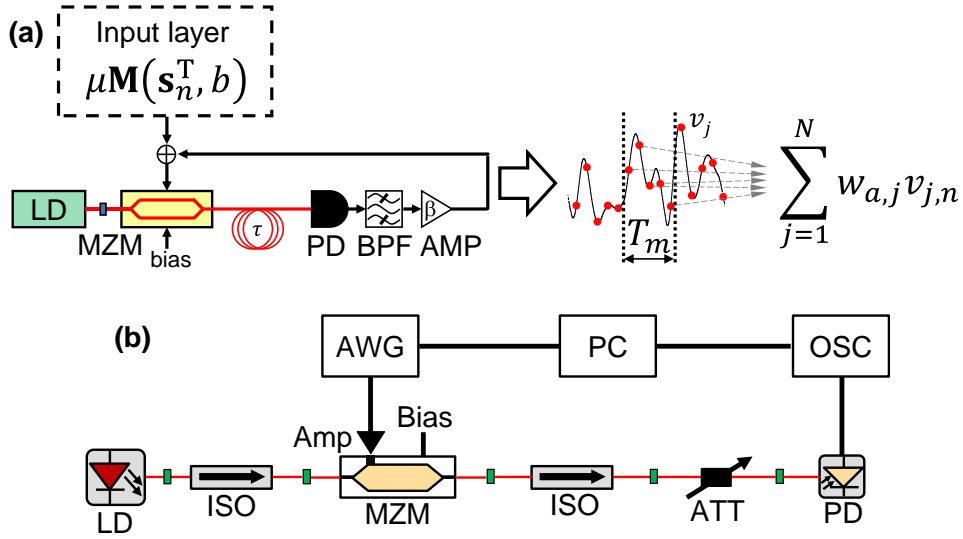 (a)
Input layer
μM(s_n^T, b)
LD
MZM
bias
τ
PD
BPF
β
AMP
v_j
T_m
∑_{j=1}^{N} w_{a,j} v_{j,n}
(b)
AWG
PC
OSC
Amp
Bias
LD
ISO
MZM
ISO
ATT
PD